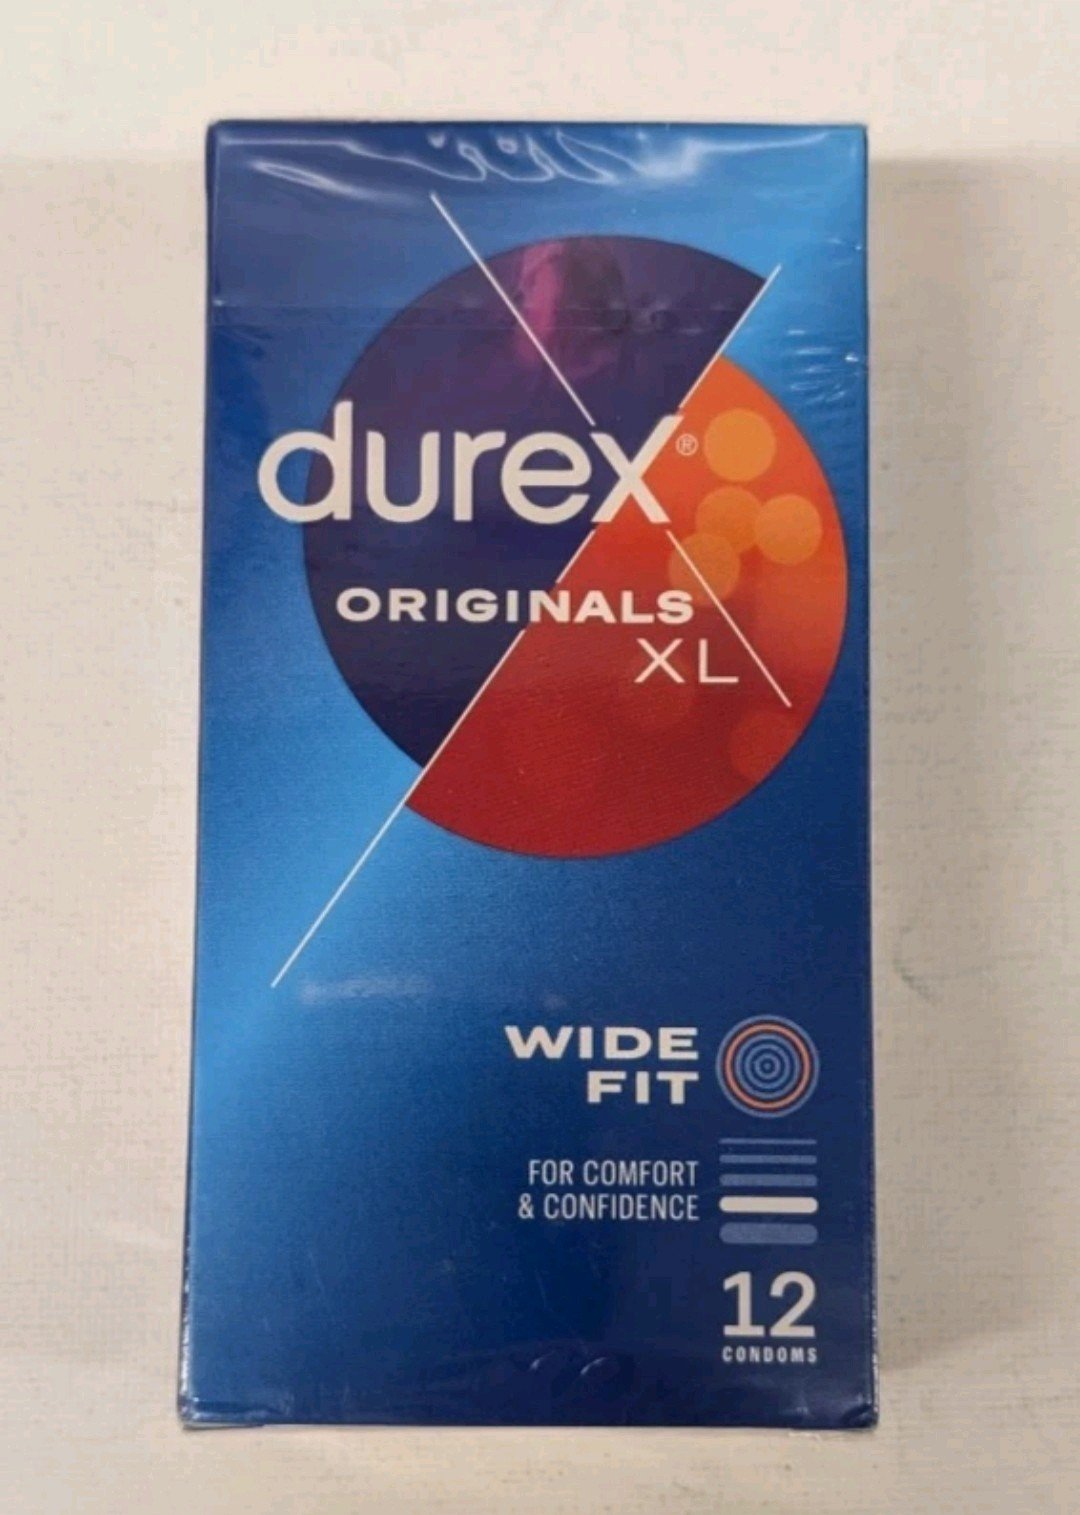 durex®
ORIGINALS
XL
WIDE
FIT
FOR COMFORT
& CONFIDENCE
12
CONDOMS